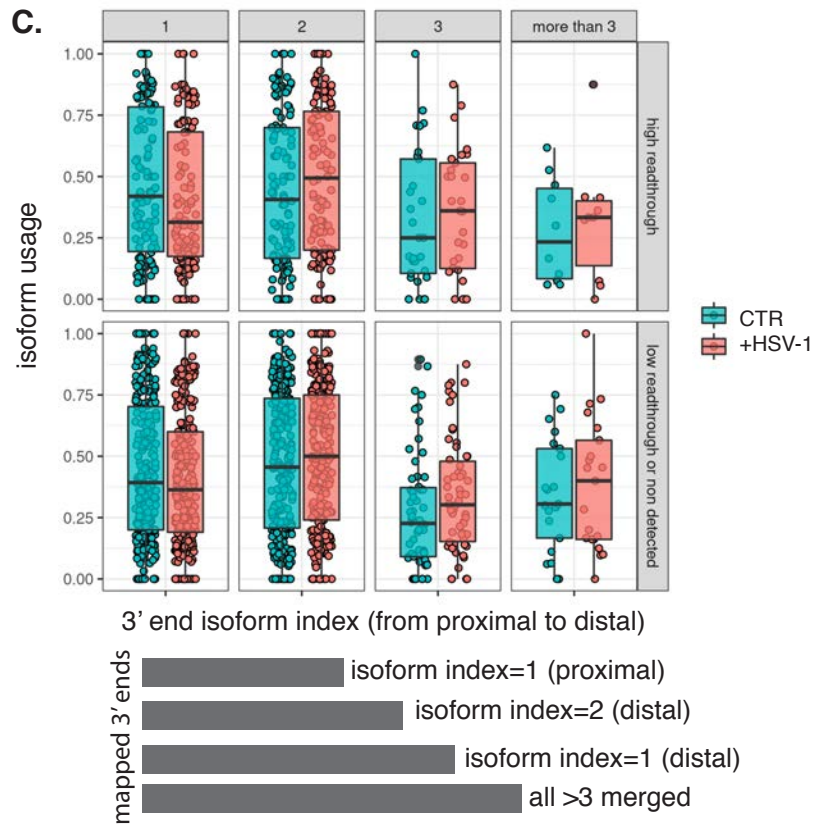 C.
1 2 3 more than 3
1.00
0.75
0.50
0.25
0.00
high readthrough
1.00
0.75
0.50
0.25
0.00
low readthrough or non detected
isoform usage
CTR
+HSV-1
3' end isoform index (from proximal to distal)
mapped 3' ends
isoform index=1 (proximal)
isoform index=2 (distal)
isoform index=1 (distal)
all >3 merged